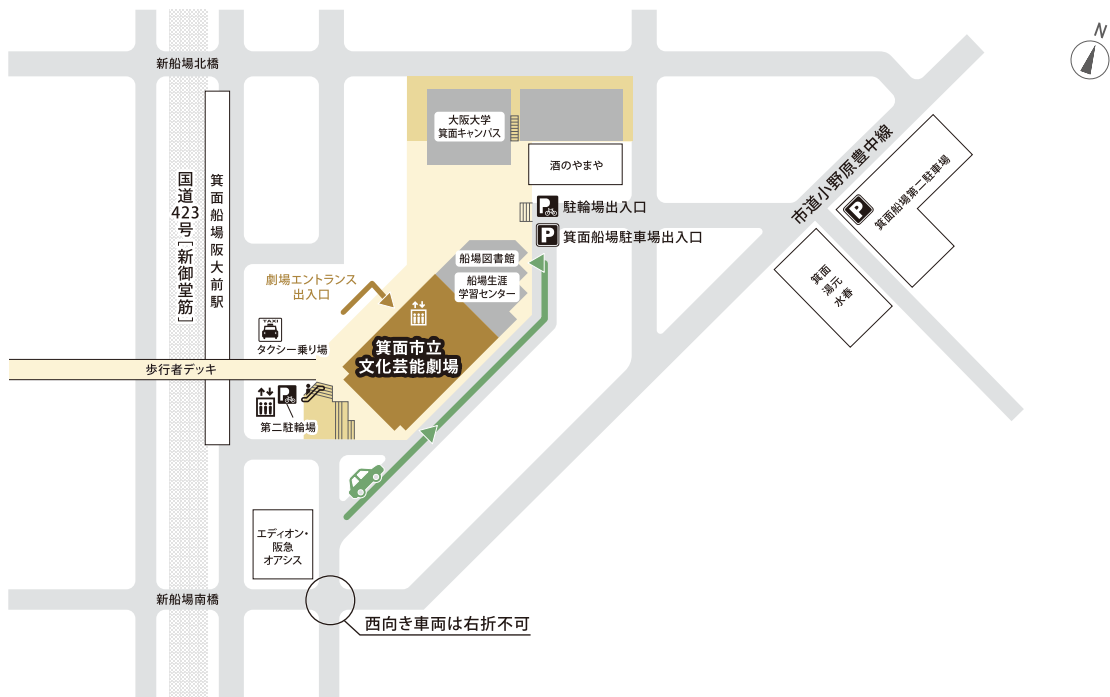 N
新船場北橋
大阪大学
箕面キャンパス
酒のやまや
市道小野原豊中線
P
箕面船場第二駐車場
国道423号[新御堂筋]
箕面船場阪大前駅
P
駐輪場出入口
P
箕面船場駐車場出入口
船場図書館
船場生涯
学習センター
劇場エントランス
出入口
箕面
湯元
水春
TAXI
タクシー乗り場
箕面市立
文化芸能劇場
歩行者デッキ
P
第二駐輪場
エディオン・
阪急
オアシス
新船場南橋
西向き車両は右折不可